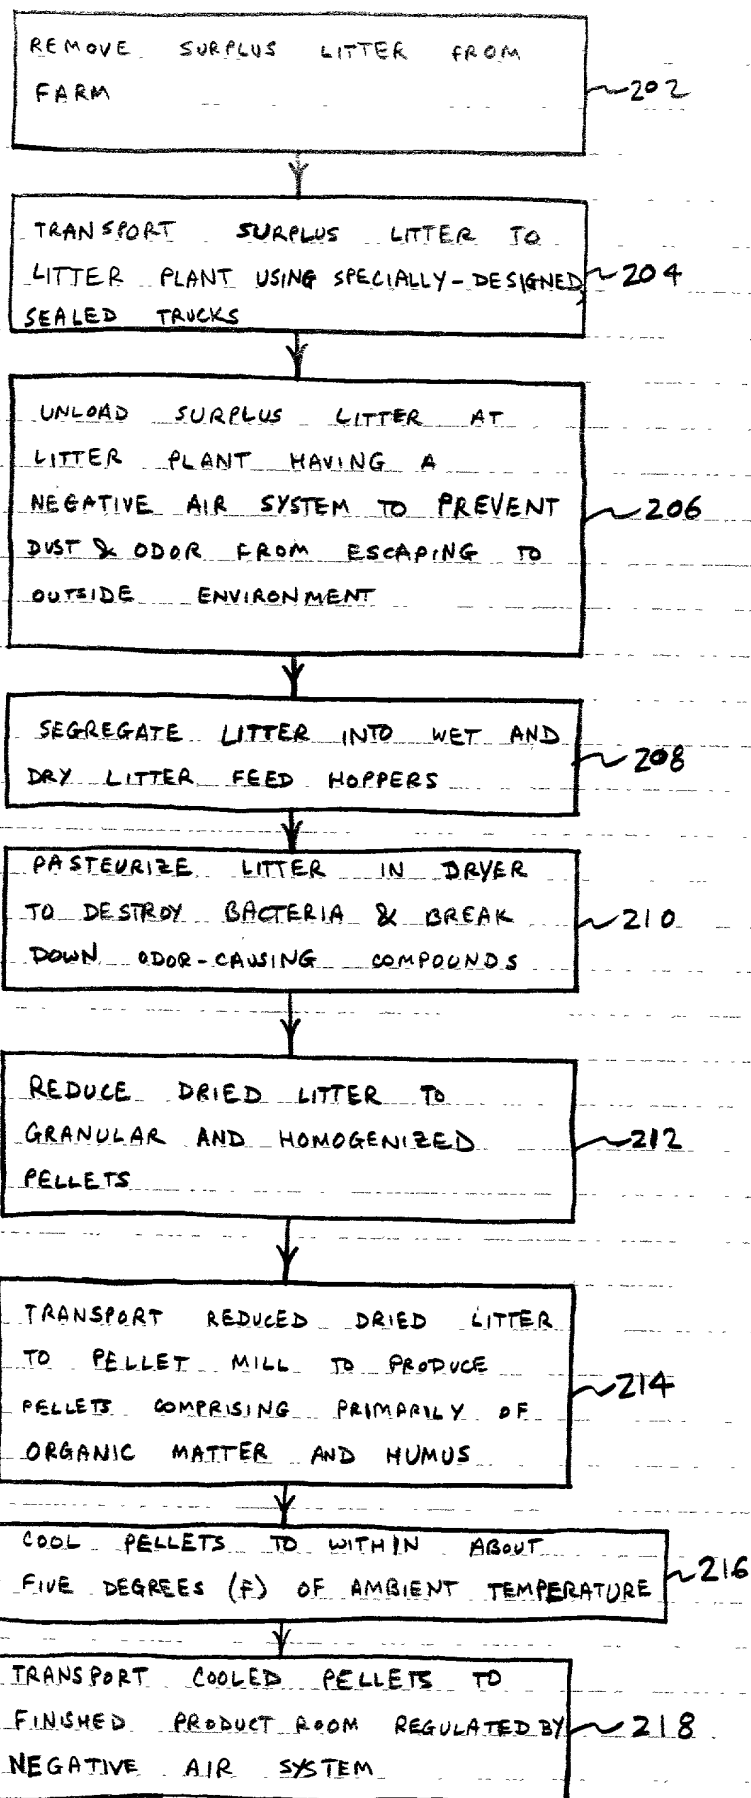 REMOVE SURPLUS LITTER FROM
FARM
202
TRANSPORT SURPLUS LITTER TO
LITTER PLANT USING SPECIALLY-DESIGNED,
SEALED TRUCKS
204
UNLOAD SURPLUS LITTER AT
LITTER PLANT HAVING A
NEGATIVE AIR SYSTEM TO PREVENT
DUST & ODOR FROM ESCAPING TO
OUTSIDE ENVIRONMENT
206
SEGREGATE LITTER INTO WET AND
DRY LITTER FEED HOPPERS
208
PASTEURIZE LITTER IN DRYER
TO DESTROY BACTERIA & BREAK
DOWN ODOR-CAUSING COMPOUNDS
210
REDUCE DRIED LITTER TO
GRANULAR AND HOMOGENIZED
PELLETS
212
TRANSPORT REDUCED DRIED LITTER
TO PELLET MILL TO PRODUCE
PELLETS COMPRISING PRIMARILY OF
ORGANIC MATTER AND HUMUS
214
COOL PELLETS TO WITHIN ABOUT
FIVE DEGREES (F) OF AMBIENT TEMPERATURE
216
TRANSPORT COOLED PELLETS TO
FINISHED PRODUCT ROOM REGULATED BY
NEGATIVE AIR SYSTEM
218